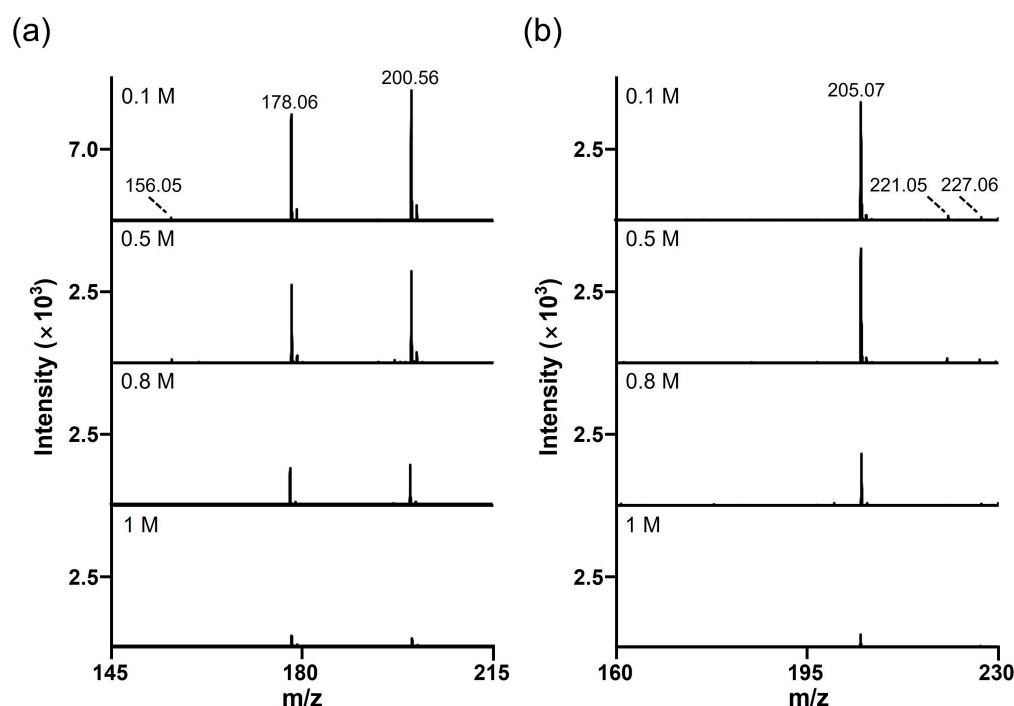 (a)
Intensity (×10³)
0.1 M
7.0
156.05
178.06
200.56
0.5 M
2.5
0.8 M
2.5
1 M
2.5
145
180
215
m/z
(b)
Intensity (×10³)
0.1 M
2.5
205.07
221.05
227.06
0.5 M
2.5
0.8 M
2.5
1 M
2.5
160
195
230
m/z